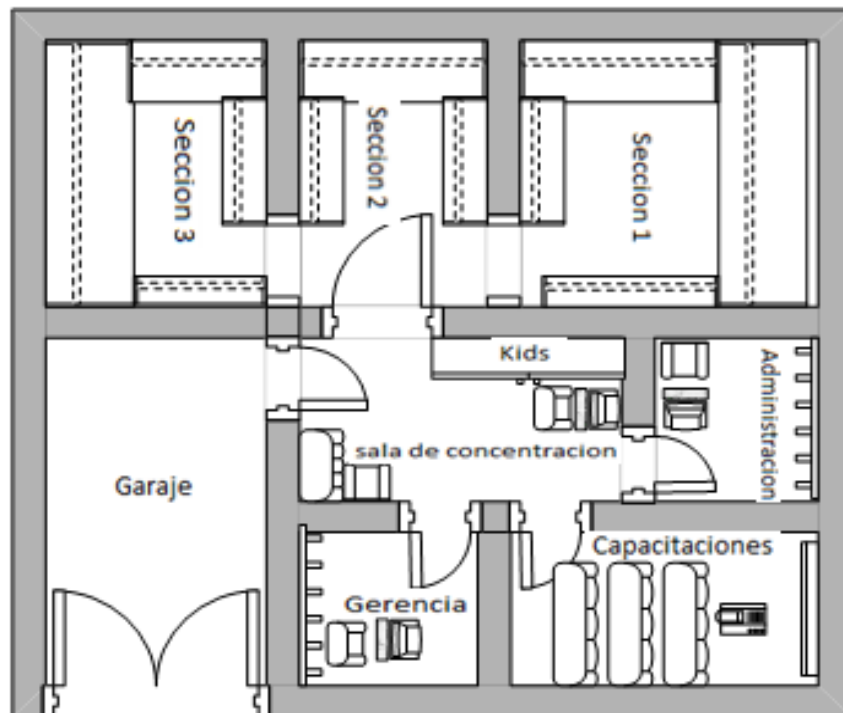 Seccion 3
Seccion 2
Seccion 1
Kids
Administracion
sala de concentracion
Garaje
Capacitaciones
Gerencia